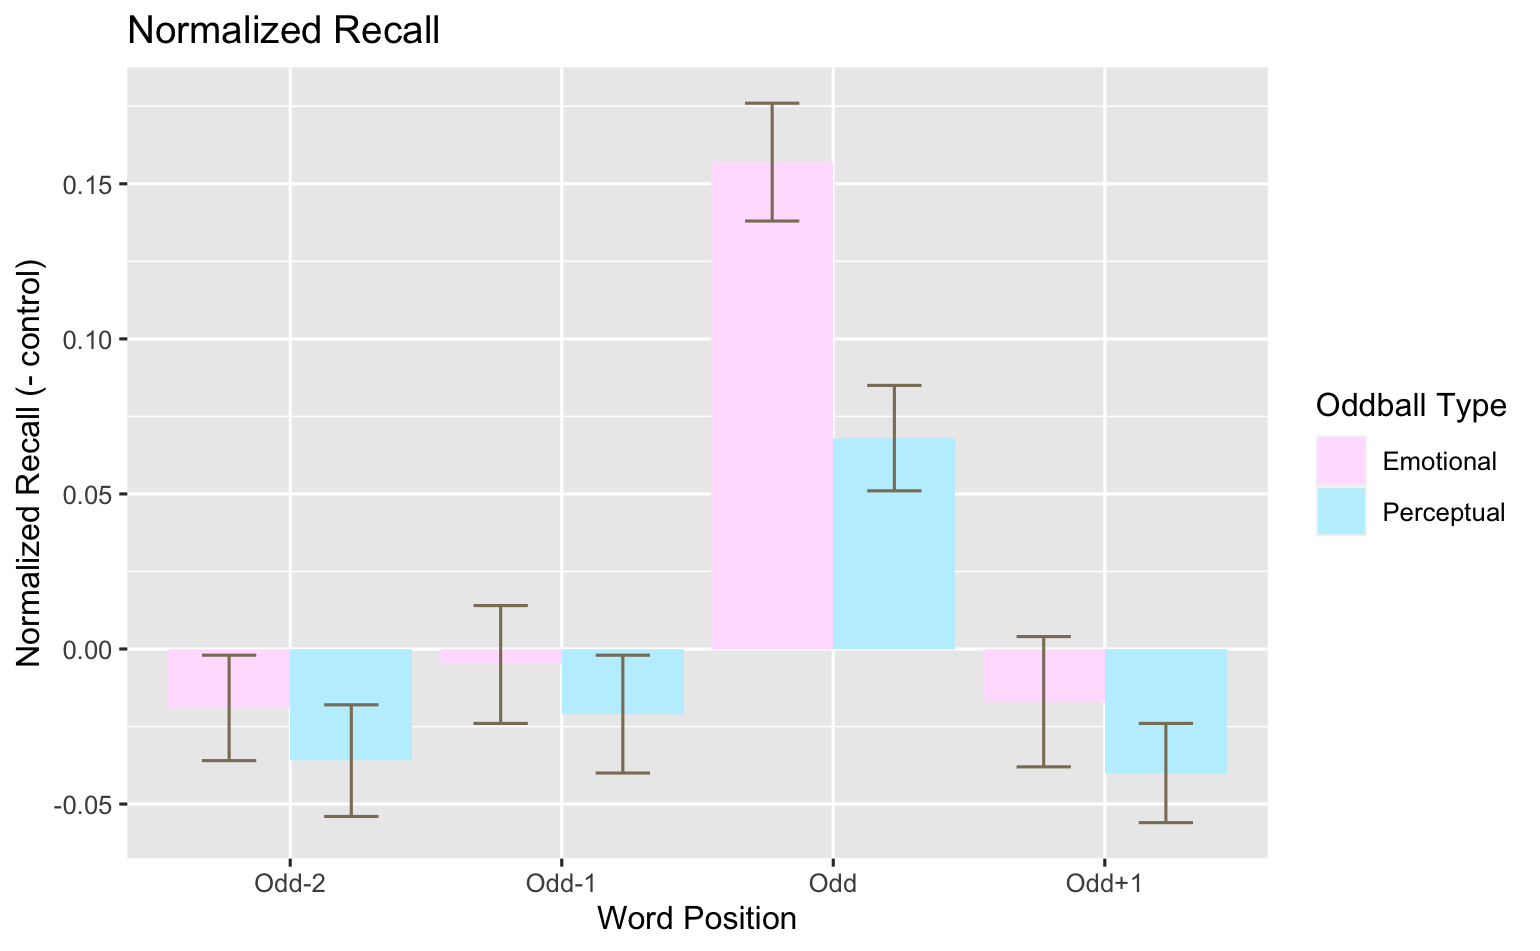 Normalized Recall
Normalized Recall (- control)
0.15
0.10
0.05
0.00
-0.05
Odd-2
Odd-1
Odd
Odd+1
Word Position
Oddball Type
Emotional
Perceptual